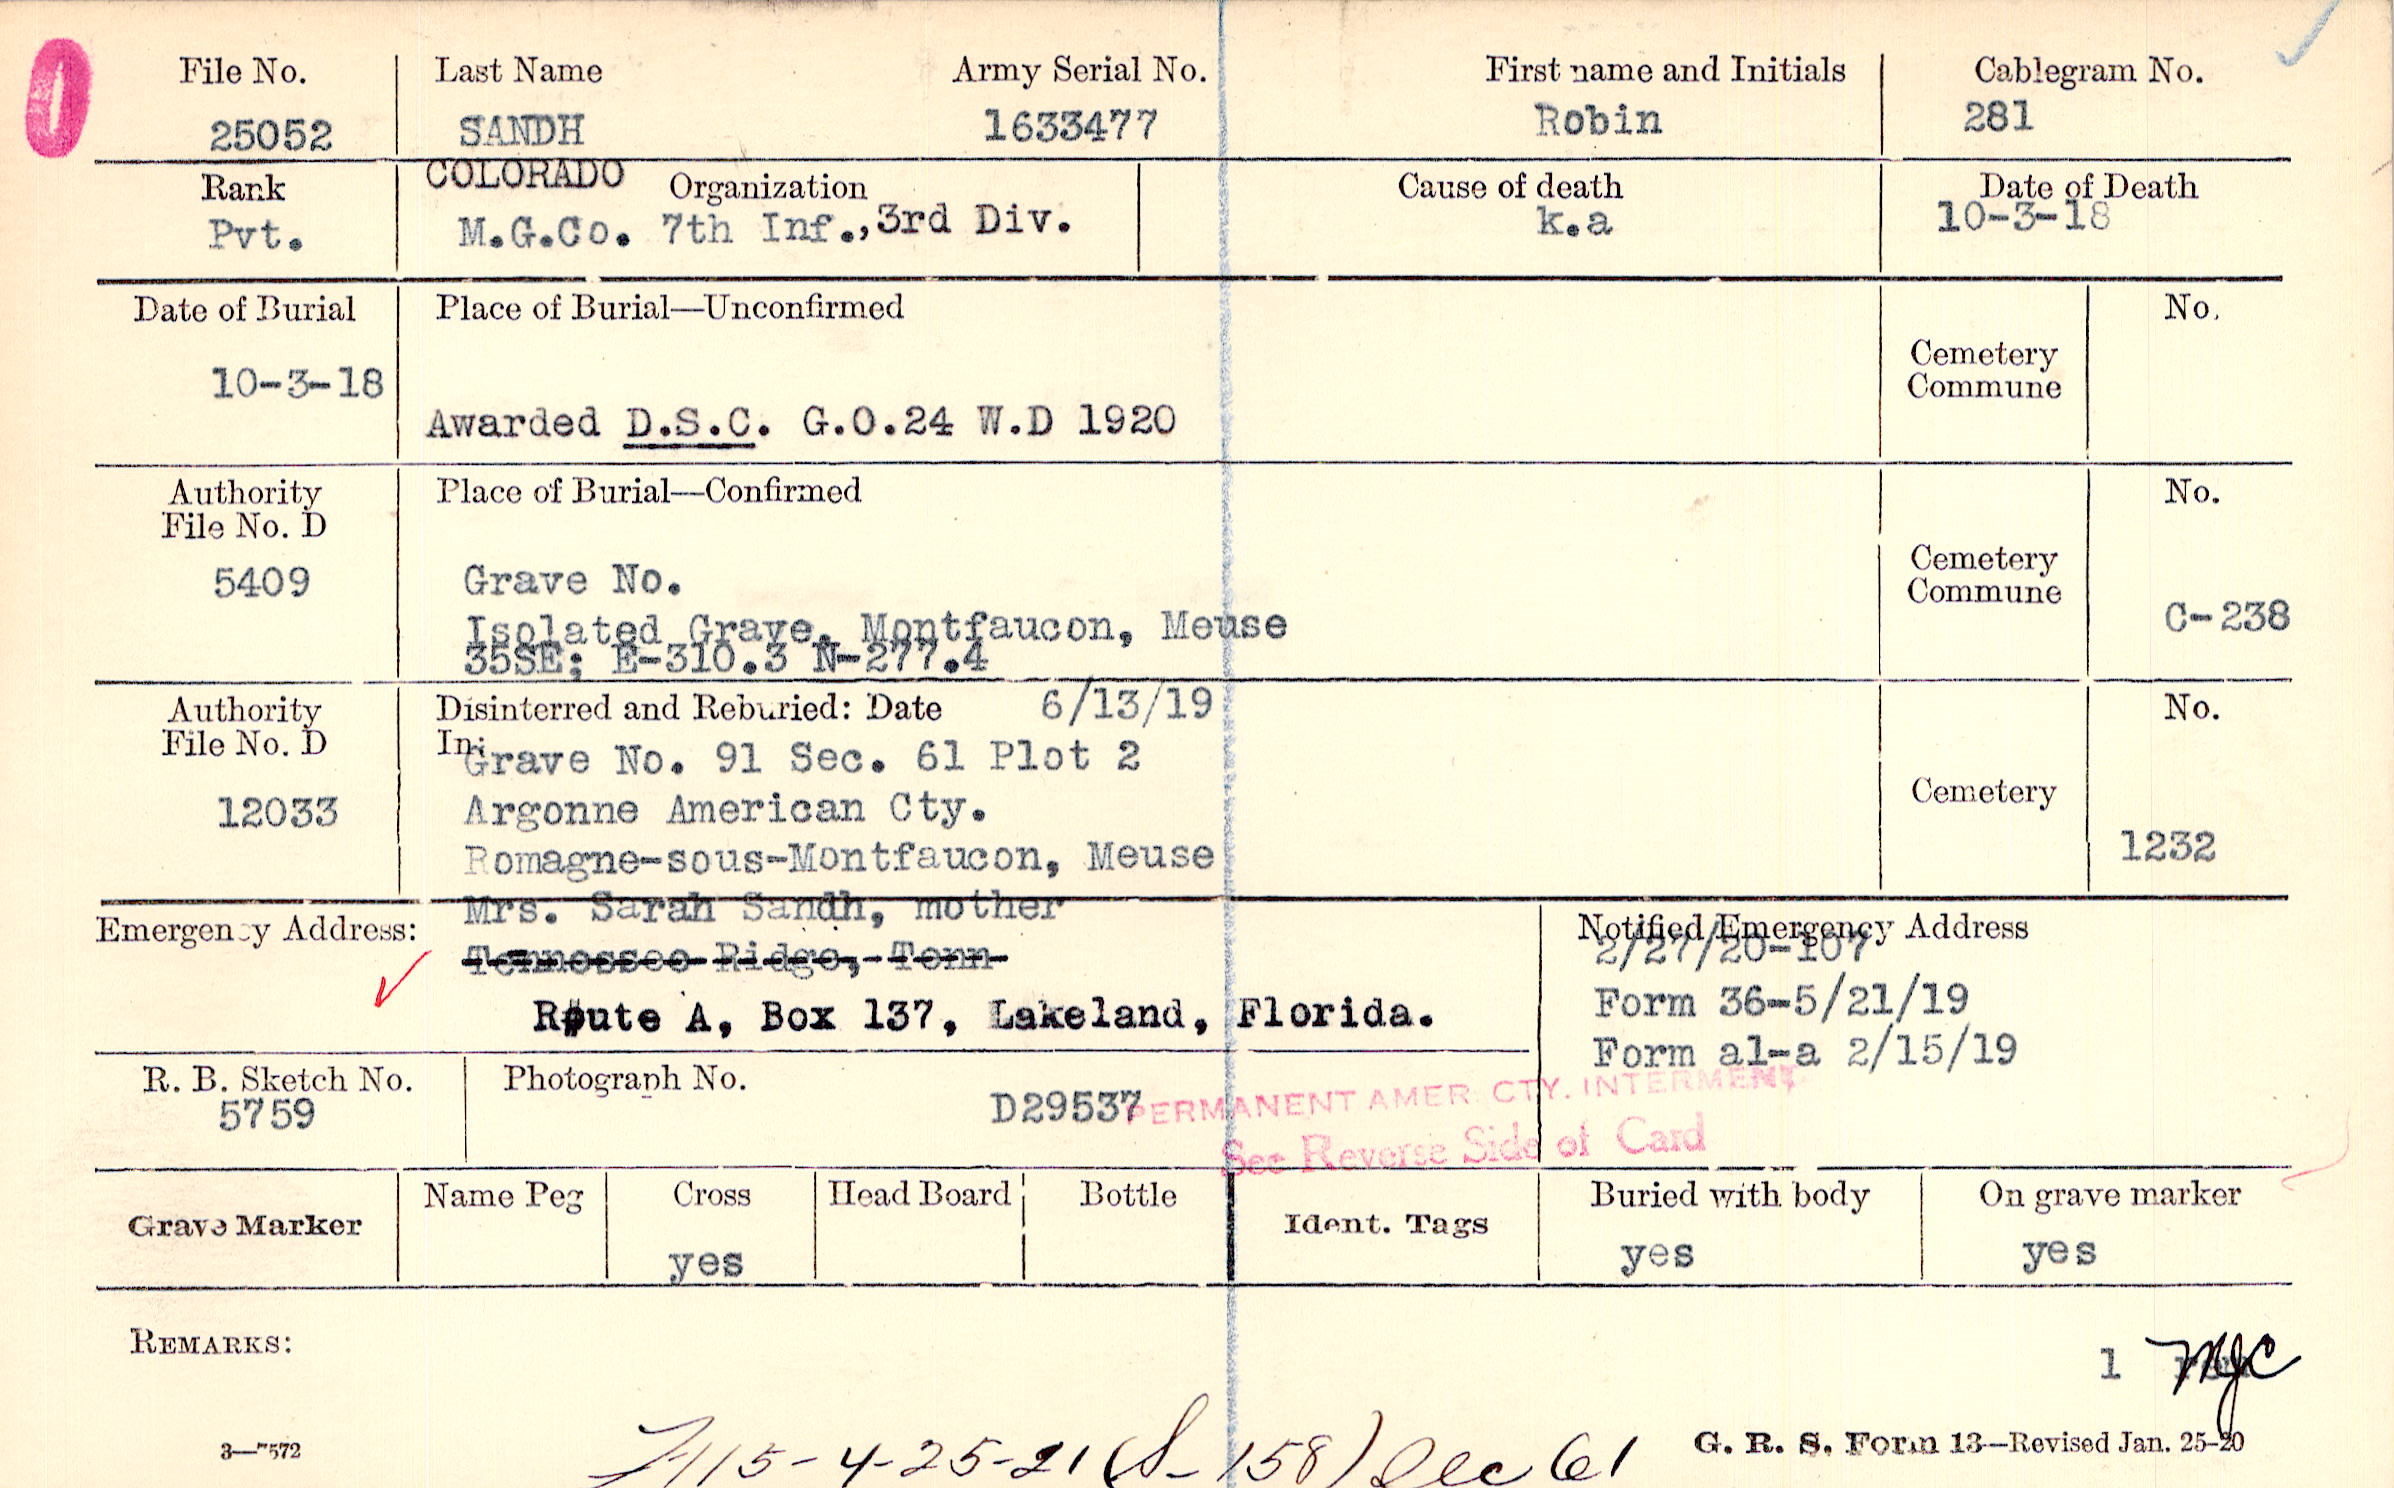 File No. Last Name Army Serial No. First name and Initials Cablegram No.
25052 SANDH 1633477 Robin 281
COLORADO
Rank Organization Cause of death Date of Death
Pvt. M.G.Co. 7th Inf.,3rd Div. k.a 10-3-18
Date of Burial Place of Burial—Unconfirmed No.
Cemetery
Commune
10-3-18
Awarded D.S.C. G.O.24 W.D 1920
Authority Place of Burial—Confirmed No.
File No. D
Cemetery
5409 Grave No. Commune
Isolated Grave, Montfaucon, Meuse C-238
35SE; E-310.3 N-277.4
Authority Disinterred and Reburied: Date 6/13/19 No.
File No. D In:
Grave No. 91 Sec. 61 Plot 2
12033 Argonne American Cty. Cemetery
Romagne-sous-Montfaucon, Meuse 1232
Mrs. Sarah Sandh, mother
Emergency Address: Notified Emergency Address
Tennessee Ridge, Tenn 2/27/20-107
Route A, Box 137, Lakeland, Florida. Form 36-5/21/19
Form a1-a 2/15/19
R. B. Sketch No. Photograph No.
5759 D29537
PERMANENT AMER. CTY. INTERMENT
See Reverse Side of Card
Grave Marker Name Peg Cross Head Board Bottle Ident. Tags Buried with body On grave marker
yes yes yes
REMARKS:
1 MJC
115-4-25-21 (S-158) Sec 61
3—7572 G. R. S. Form 13—Revised Jan. 25-20